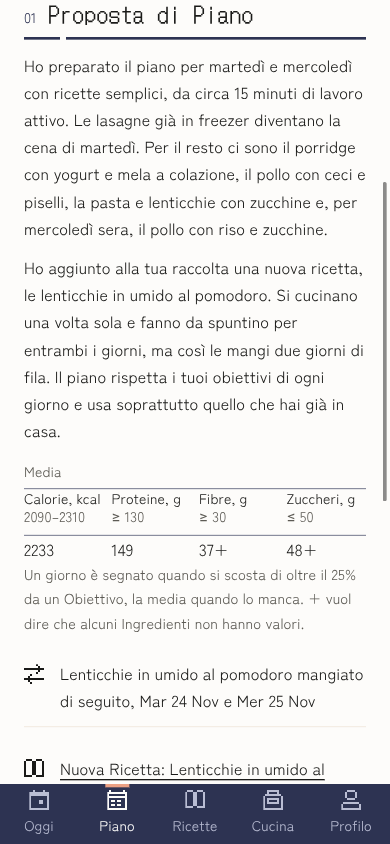 01 Proposta di Piano
Ho preparato il piano per martedì e mercoledì
con ricette semplici, da circa 15 minuti di lavoro
attivo. Le lasagne già in freezer diventano la
cena di martedì. Per il resto ci sono il porridge
con yogurt e mela a colazione, il pollo con ceci e
piselli, la pasta e lenticchie con zucchine e, per
mercoledì sera, il pollo con riso e zucchine.
Ho aggiunto alla tua raccolta una nuova ricetta,
le lenticchie in umido al pomodoro. Si cucinano
una volta sola e fanno da spuntino per
entrambi i giorni, ma così le mangi due giorni di
fila. Il piano rispetta i tuoi obiettivi di ogni
giorno e usa soprattutto quello che hai già in
casa.
Media
Calorie, kcal Proteine, g Fibre, g Zuccheri, g
2090–2310 ≥ 130 ≥ 30 ≤ 50
2233 149 37+ 48+
Un giorno è segnato quando si scosta di oltre il 25%
da un Obiettivo, la media quando lo manca. + vuol
dire che alcuni Ingredienti non hanno valori.
Lenticchie in umido al pomodoro mangiato
di seguito, Mar 24 Nov e Mer 25 Nov
Nuova Ricetta: Lenticchie in umido al
Oggi Piano Ricette Cucina Profilo